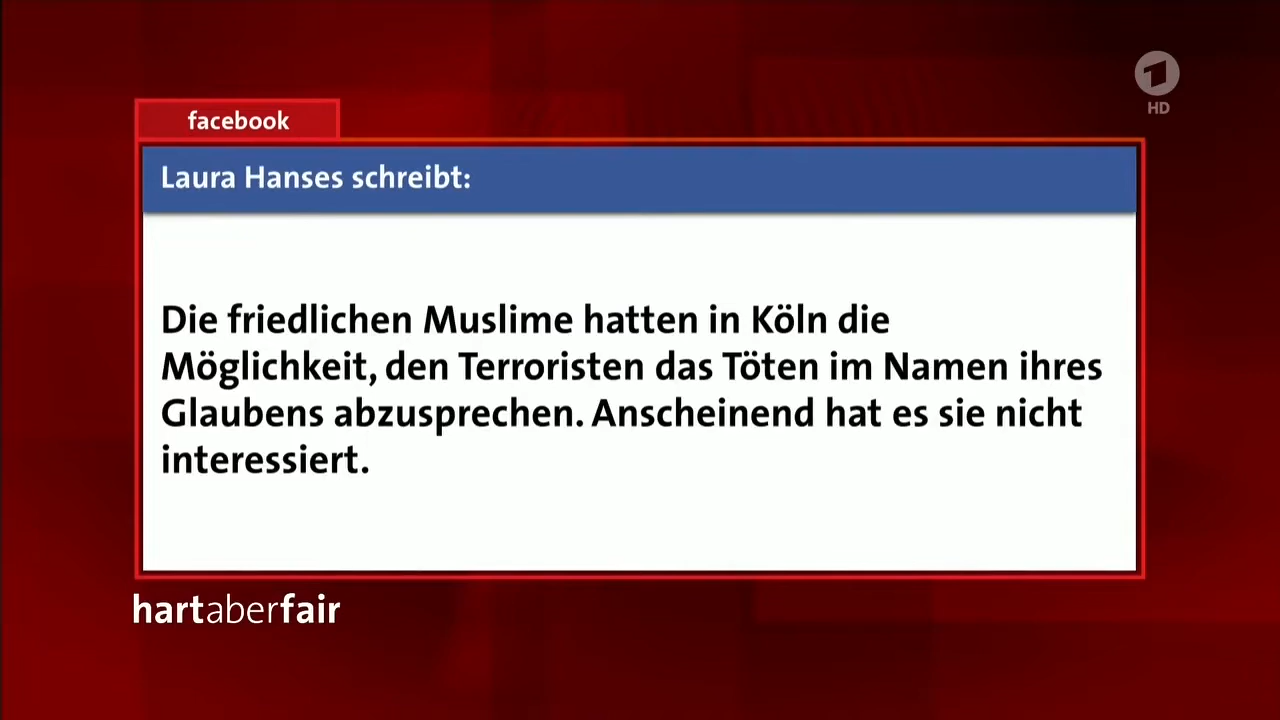 HD
facebook
Laura Hanses schreibt:
Die friedlichen Muslime hatten in Köln die
Möglichkeit, den Terroristen das Töten im Namen ihres
Glaubens abzusprechen. Anscheinend hat es sie nicht
interessiert.
hartaberfair